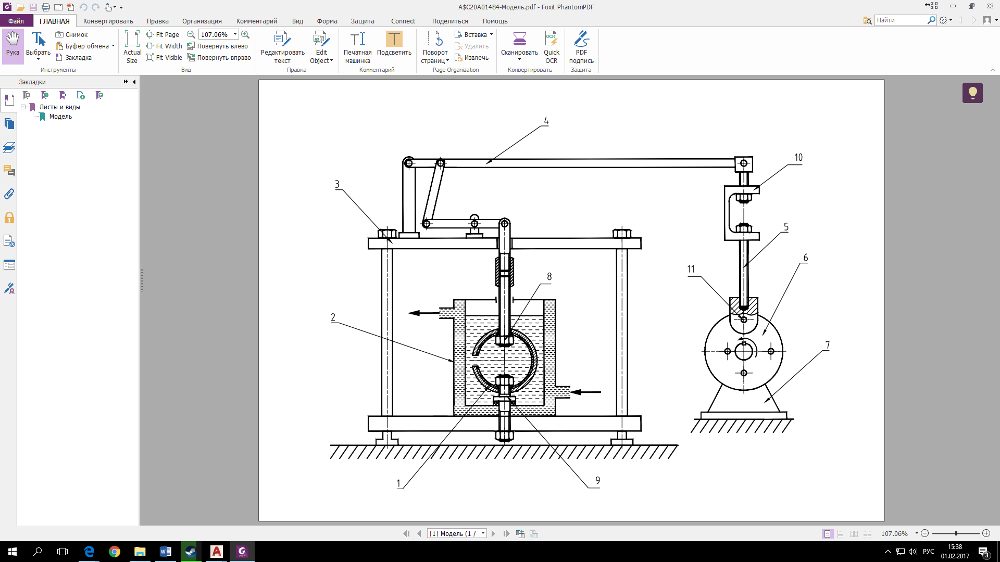 A$C20A01484-Модель.pdf - Foxit PhantomPDF
Файл
ГЛАВНАЯ
Конвертировать
Правка
Организация
Комментарий
Вид
Форма
Защита
Connect
Поделиться
Помощь
Найти
Рука
Выбрать
Снимок
Буфер обмена
Закладка
Инструменты
Actual Size
Fit Page
Fit Width
Fit Visible
107.06%
Повернуть влево
Повернуть вправо
Вид
Редактировать текст
Edit Object
Правка
Печатная машинка
Подсветить
Комментарий
Поворот страниц
Вставка
Удалить
Извлечь
Page Organization
Сканировать
Quick OCR
Конвертировать
PDF подпись
Защита
Закладки
Листы и виды
Модель
4
10
3
5
6
11
8
2
7
1
9
[1] Модель (1 / 
107.06%
РУС
15:38
01.02.2017
3